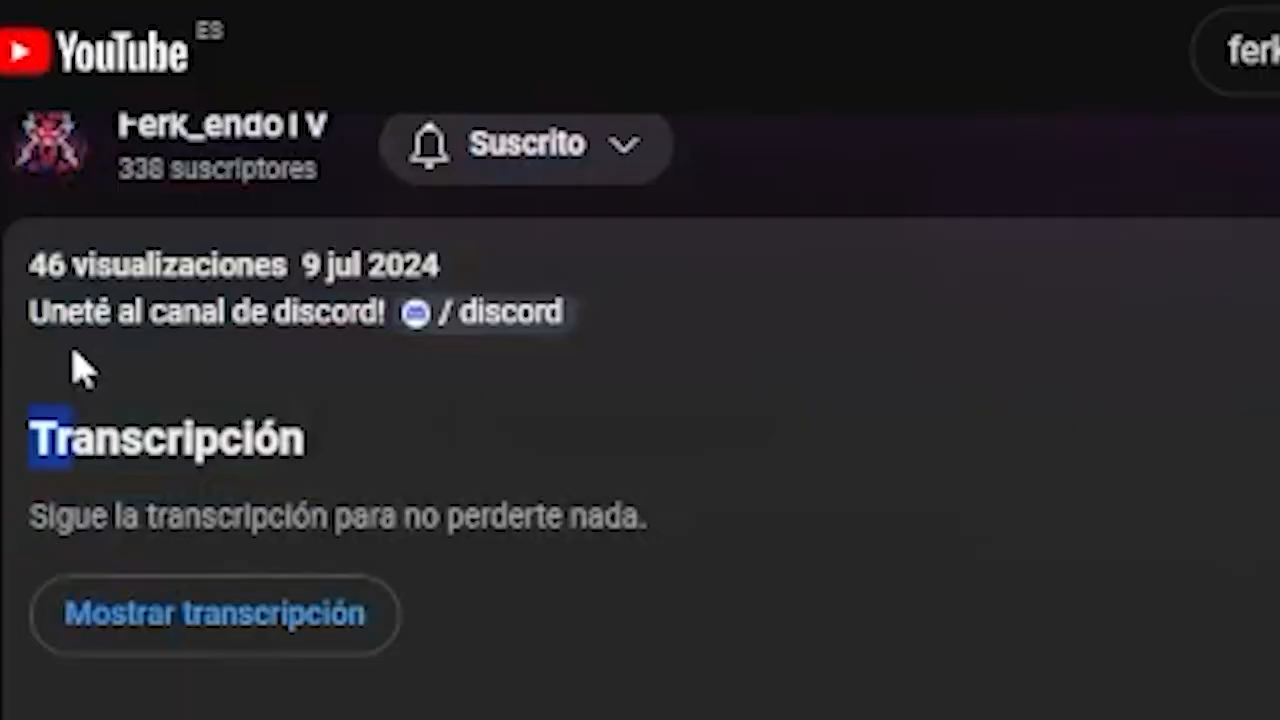 YouTube ES
ferk
Ferk_endoTV
Suscrito
338 suscriptores
46 visualizaciones 9 jul 2024
Uneté al canal de discord! / discord
Transcripción
Sigue la transcripción para no perderte nada.
Mostrar transcripción